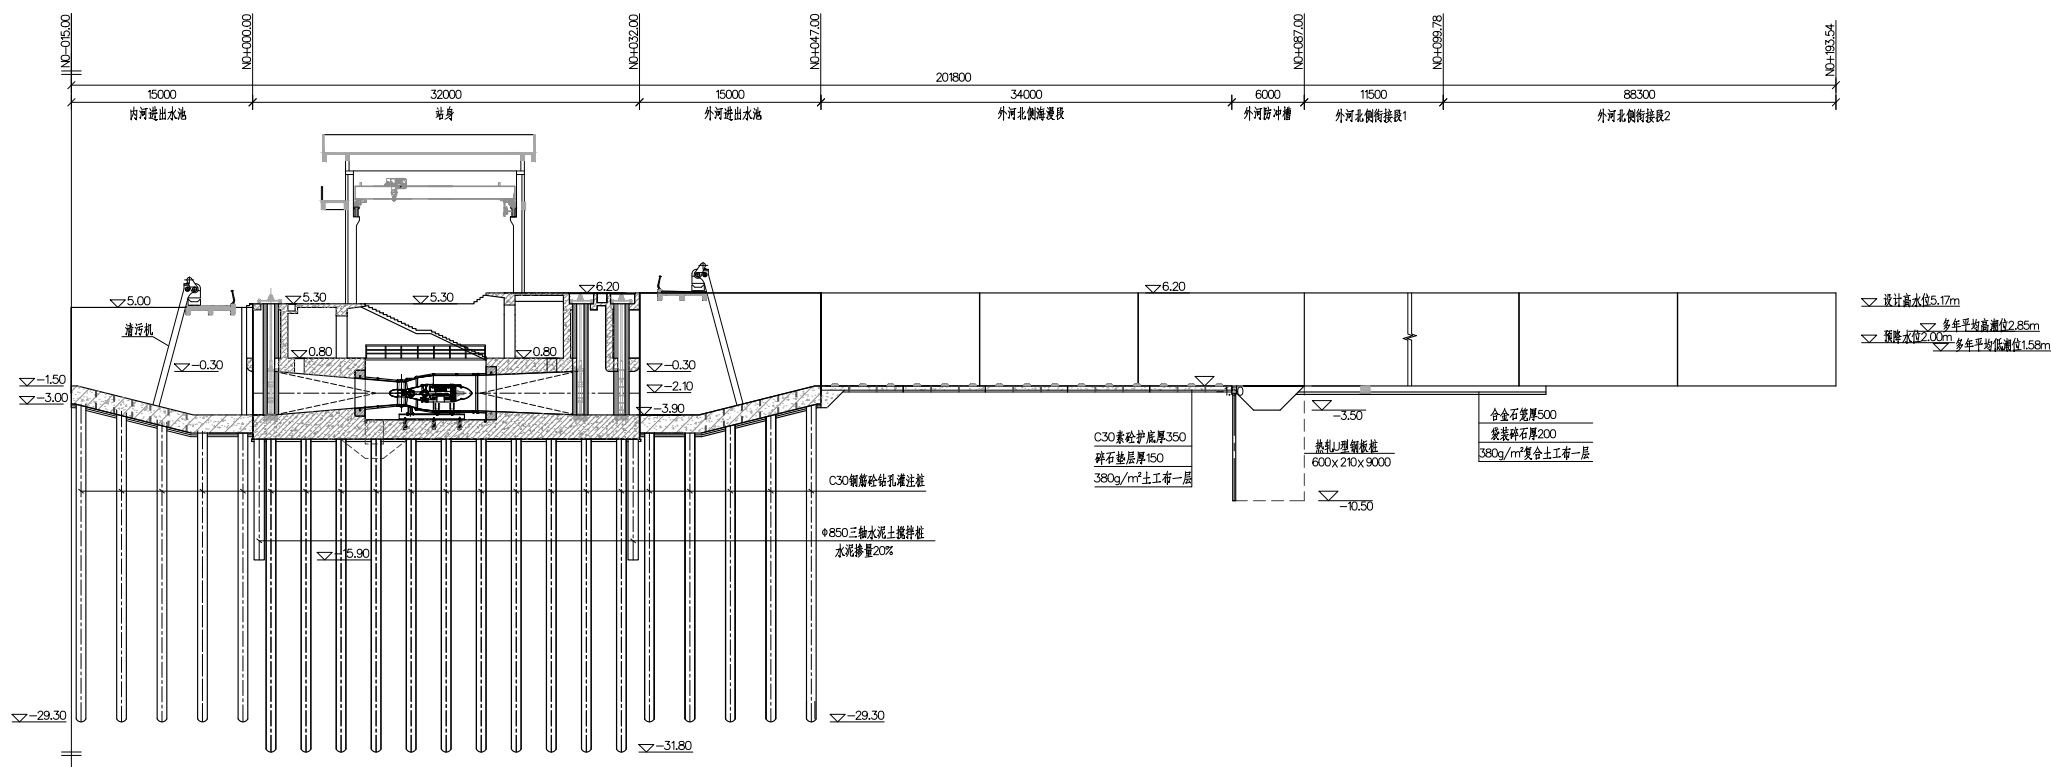 N0-015.00
N0+000.00
N0+032.00
N0+047.00
N0+087.00
N0+099.78
N0+193.54
201800
15000
32000
15000
34000
6000
11500
88300
内河进出水池
站身
外河进出水池
外河北侧海漫段
外河防冲槽
外河北侧衔接段1
外河北侧衔接段2
5.00
5.30
5.30
6.20
6.20
设计高水位5.17m
多年平均高潮位2.85m
预降水位2.00m
多年平均低潮位1.58m
清污机
0.80
0.80
-0.30
-0.30
-1.50
-2.10
-3.00
-3.90
-3.50
合金石笼厚500
袋装碎石厚200
380g/m²复合土工布一层
C30素砼护底厚350
碎石垫层厚150
380g/m²土工布一层
热轧U型钢板桩
600x210x9000
C30钢筋砼钻孔灌注桩
-10.50
Φ850三轴水泥土搅拌桩
水泥掺量20%
-15.90
-29.30
-29.30
-31.80